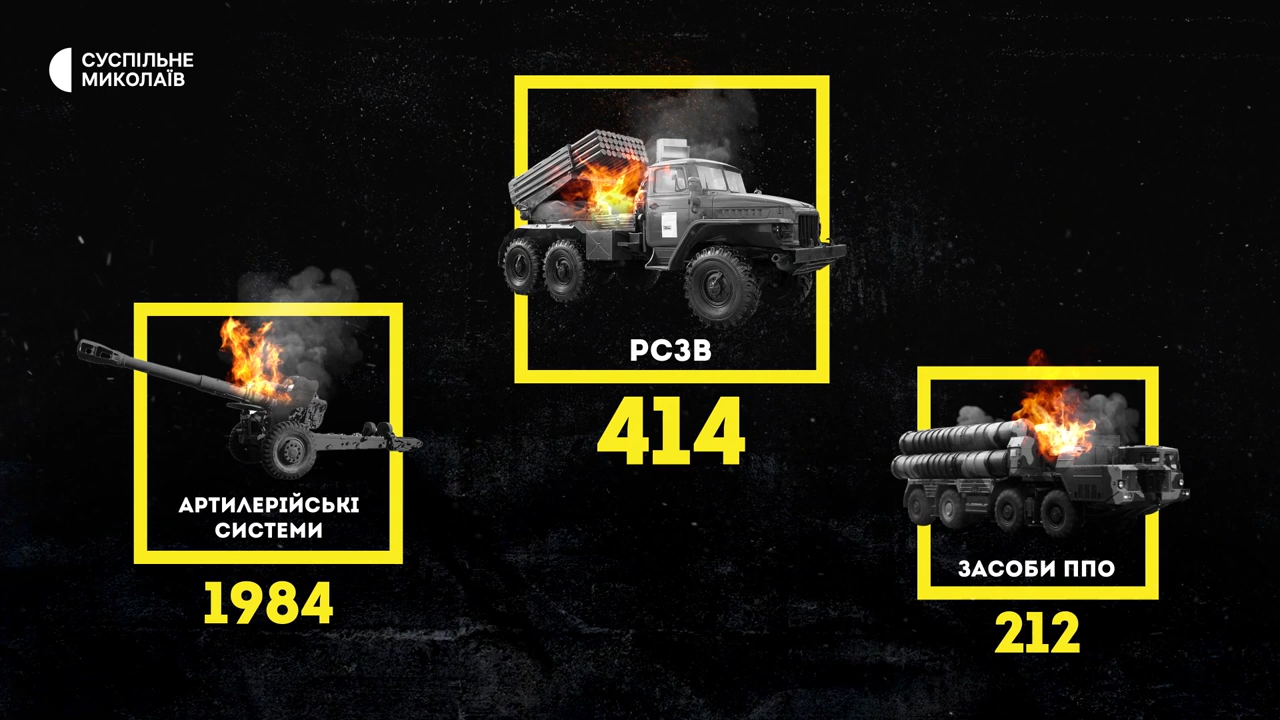 СУСПІЛЬНЕ
МИКОЛАЇВ
РСЗВ
414
АРТИЛЕРІЙСЬКІ
СИСТЕМИ
1984
ЗАСОБИ ППО
212